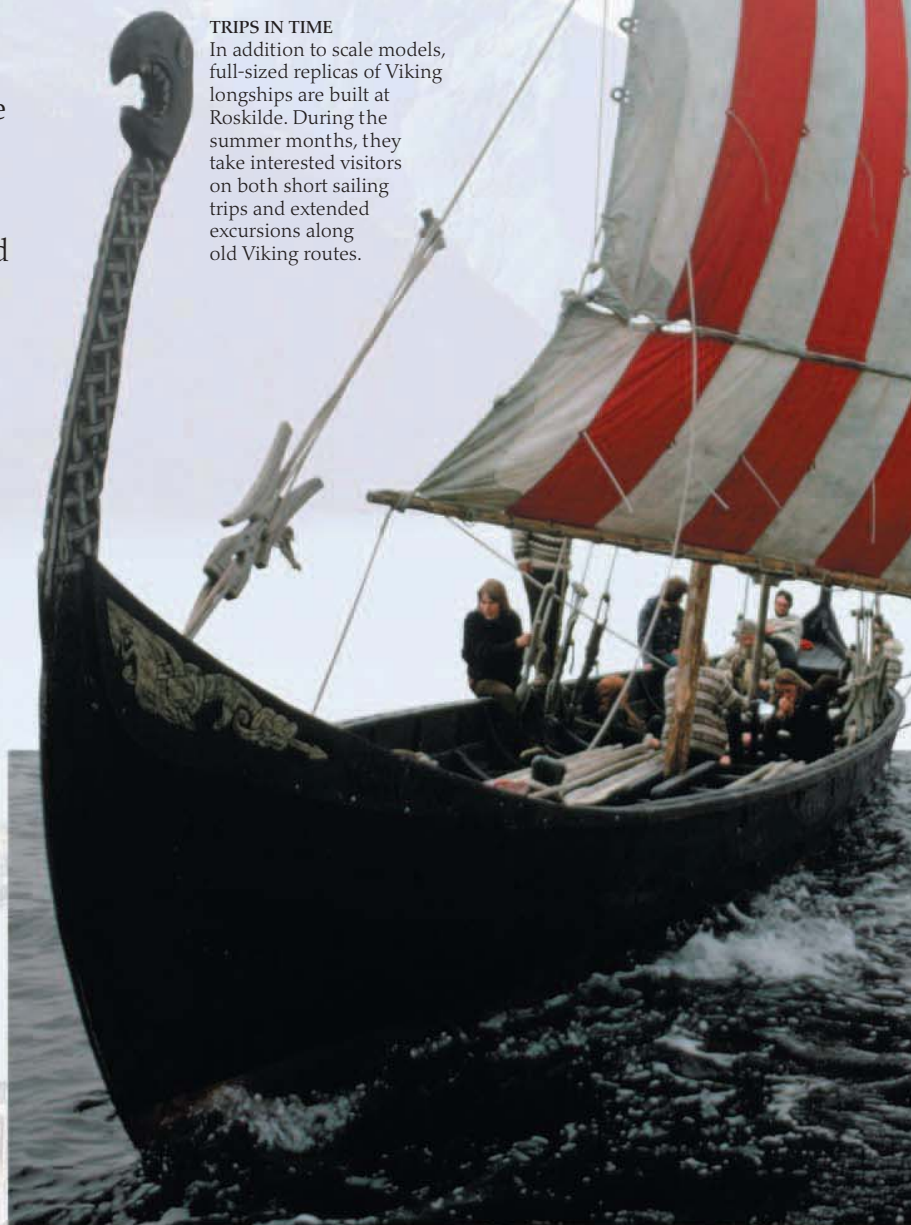 TRIPS IN TIME
In addition to scale models,
full-sized replicas of Viking
longships are built at
Roskilde. During the
summer months, they
take interested visitors
on both short sailing
trips and extended
excursions along
old Viking routes.